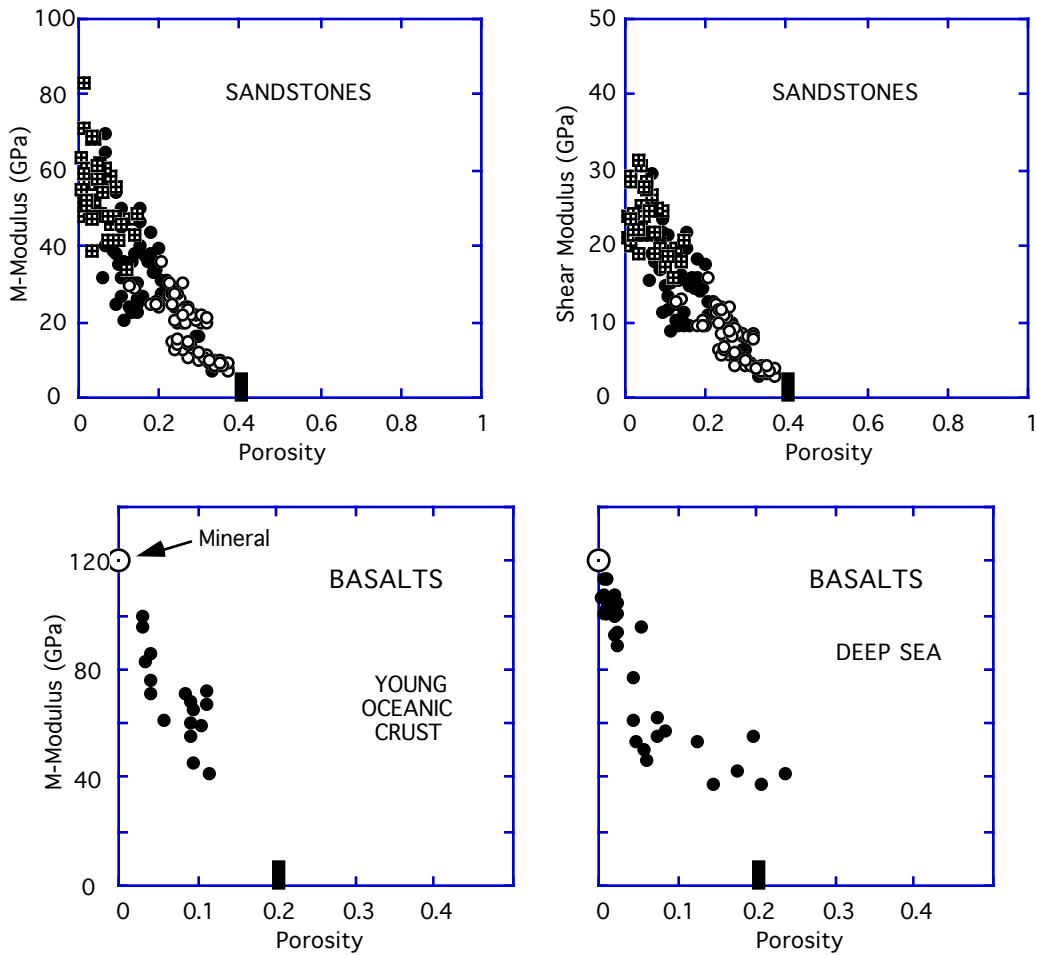 100
80
60
40
20
0
M-Modulus (GPa)
SANDSTONES
0 0.2 0.4 0.6 0.8 1
Porosity
50
40
30
20
10
0
Shear Modulus (GPa)
SANDSTONES
0 0.2 0.4 0.6 0.8 1
Porosity
120
80
40
0
M-Modulus (GPa)
Mineral
BASALTS
YOUNG
OCEANIC
CRUST
0 0.1 0.2 0.3 0.4
Porosity
BASALTS
DEEP SEA
0 0.1 0.2 0.3 0.4
Porosity